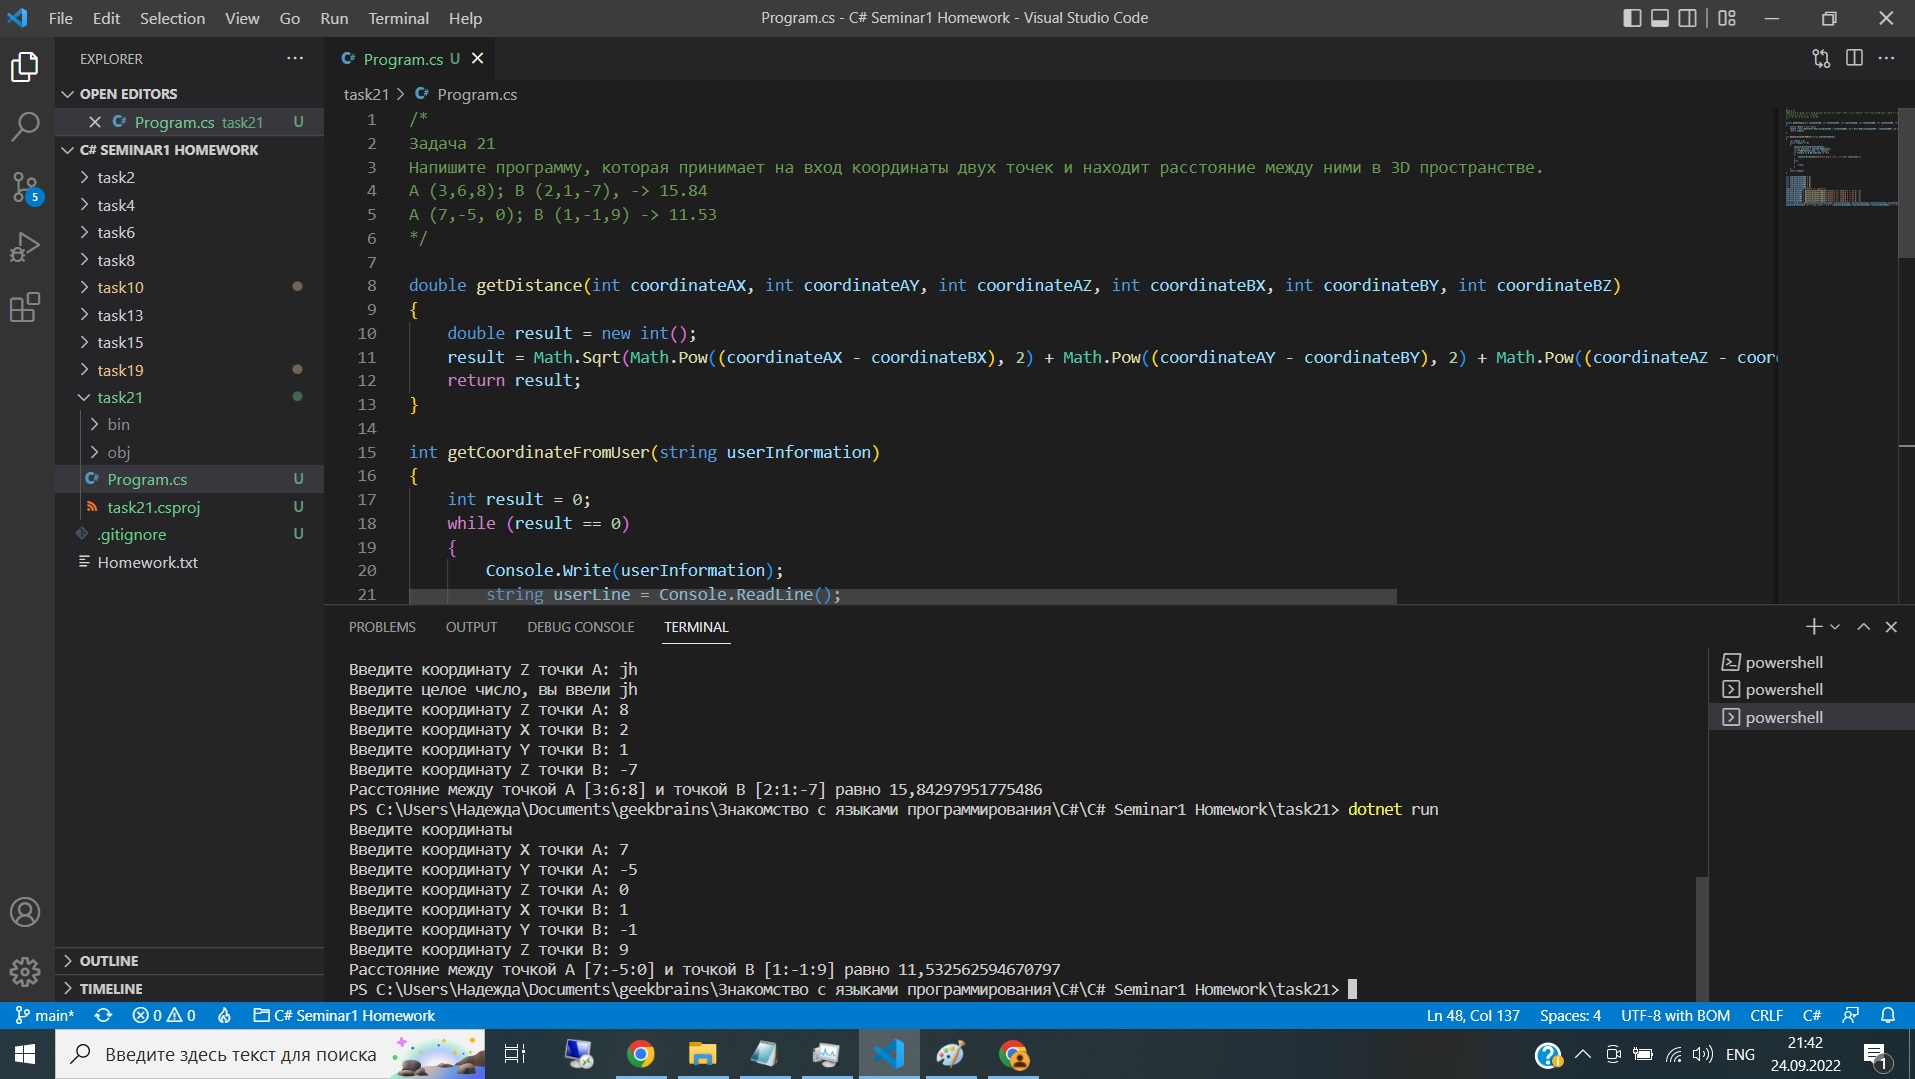 File Edit Selection View Go Run Terminal Help
Program.cs - C# Seminar1 Homework - Visual Studio Code
EXPLORER
OPEN EDITORS
Program.cs task21 U
C# SEMINAR1 HOMEWORK
task2
task4
task6
task8
task10
task13
task15
task19
task21
bin
obj
Program.cs U
task21.csproj U
.gitignore U
Homework.txt
OUTLINE
TIMELINE
5
Program.cs U
task21 > Program.cs
1 /*
2 Задача 21
3 Напишите программу, которая принимает на вход координаты двух точек и находит расстояние между ними в 3D пространстве.
4 A (3,6,8); B (2,1,-7), -> 15.84
5 A (7,-5, 0); B (1,-1,9) -> 11.53
6 */
7
8 double getDistance(int coordinateAX, int coordinateAY, int coordinateAZ, int coordinateBX, int coordinateBY, int coordinateBZ)
9 {
10 double result = new int();
11 result = Math.Sqrt(Math.Pow((coordinateAX - coordinateBX), 2) + Math.Pow((coordinateAY - coordinateBY), 2) + Math.Pow((coordinateAZ - coor
12 return result;
13 }
14
15 int getCoordinateFromUser(string userInformation)
16 {
17 int result = 0;
18 while (result == 0)
19 {
20 Console.Write(userInformation);
21 string userLine = Console.ReadLine();
PROBLEMS OUTPUT DEBUG CONSOLE TERMINAL
Введите координату Z точки A: jh
Введите целое число, вы ввели jh
Введите координату Z точки A: 8
Введите координату X точки B: 2
Введите координату Y точки B: 1
Введите координату Z точки B: -7
Расстояние между точкой A [3:6:8] и точкой B [2:1:-7] равно 15,84297951775486
PS C:\Users\Надежда\Documents\geekbrains\Знакомство с языками программирования\C#\C# Seminar1 Homework\task21> dotnet run
Введите координаты
Введите координату X точки A: 7
Введите координату Y точки A: -5
Введите координату Z точки A: 0
Введите координату X точки B: 1
Введите координату Y точки B: -1
Введите координату Z точки B: 9
Расстояние между точкой A [7:-5:0] и точкой B [1:-1:9] равно 11,532562594670797
PS C:\Users\Надежда\Documents\geekbrains\Знакомство с языками программирования\C#\C# Seminar1 Homework\task21>
powershell
powershell
powershell
main* 0 0 C# Seminar1 Homework
Ln 48, Col 137 Spaces: 4 UTF-8 with BOM CRLF C#
Введите здесь текст для поиска
ENG
21:42
24.09.2022
1